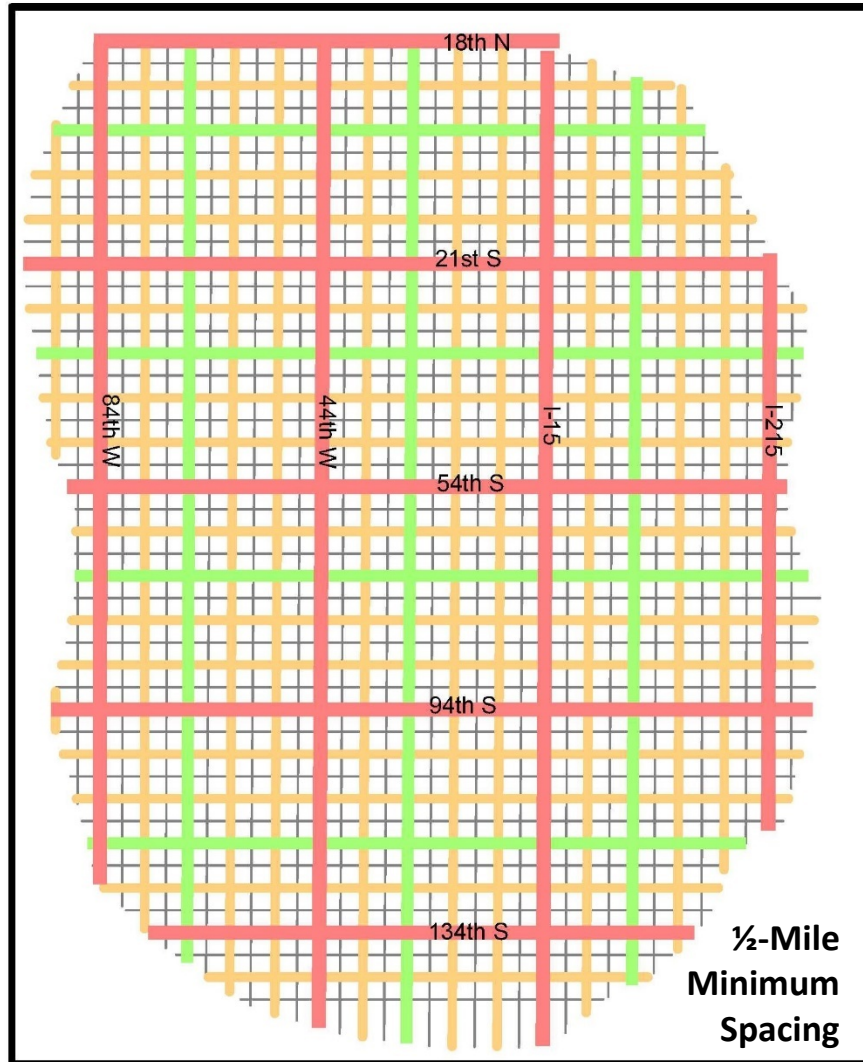 18th N
21st S
84th W
44th W
I-15
I-215
54th S
94th S
134th S
½-Mile
Minimum
Spacing